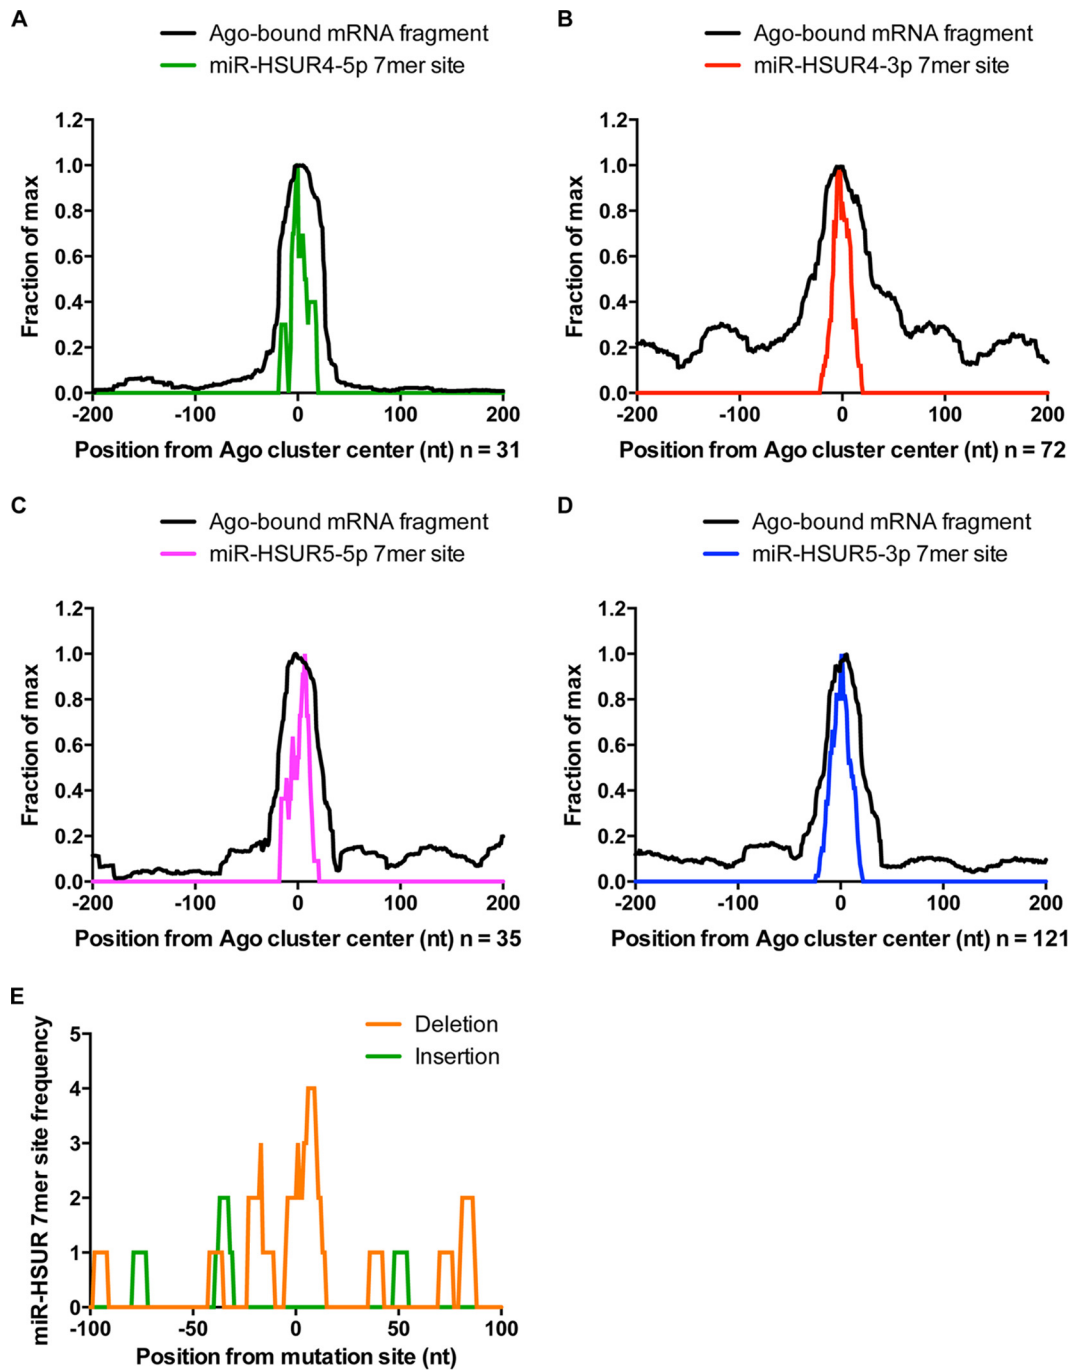 A
Ago-bound mRNA fragment
miR-HSUR4-5p 7mer site
Fraction of max
1.2
1.0
0.8
0.6
0.4
0.2
0.0
-200 -100 0 100 200
Position from Ago cluster center (nt) n = 31
B
Ago-bound mRNA fragment
miR-HSUR4-3p 7mer site
Fraction of max
1.2
1.0
0.8
0.6
0.4
0.2
0.0
-200 -100 0 100 200
Position from Ago cluster center (nt) n = 72
C
Ago-bound mRNA fragment
miR-HSUR5-5p 7mer site
Fraction of max
1.2
1.0
0.8
0.6
0.4
0.2
0.0
-200 -100 0 100 200
Position from Ago cluster center (nt) n = 35
D
Ago-bound mRNA fragment
miR-HSUR5-3p 7mer site
Fraction of max
1.2
1.0
0.8
0.6
0.4
0.2
0.0
-200 -100 0 100 200
Position from Ago cluster center (nt) n = 121
E
Deletion
Insertion
miR-HSUR 7mer site frequency
5
4
3
2
1
0
-100 -50 0 50 100
Position from mutation site (nt)